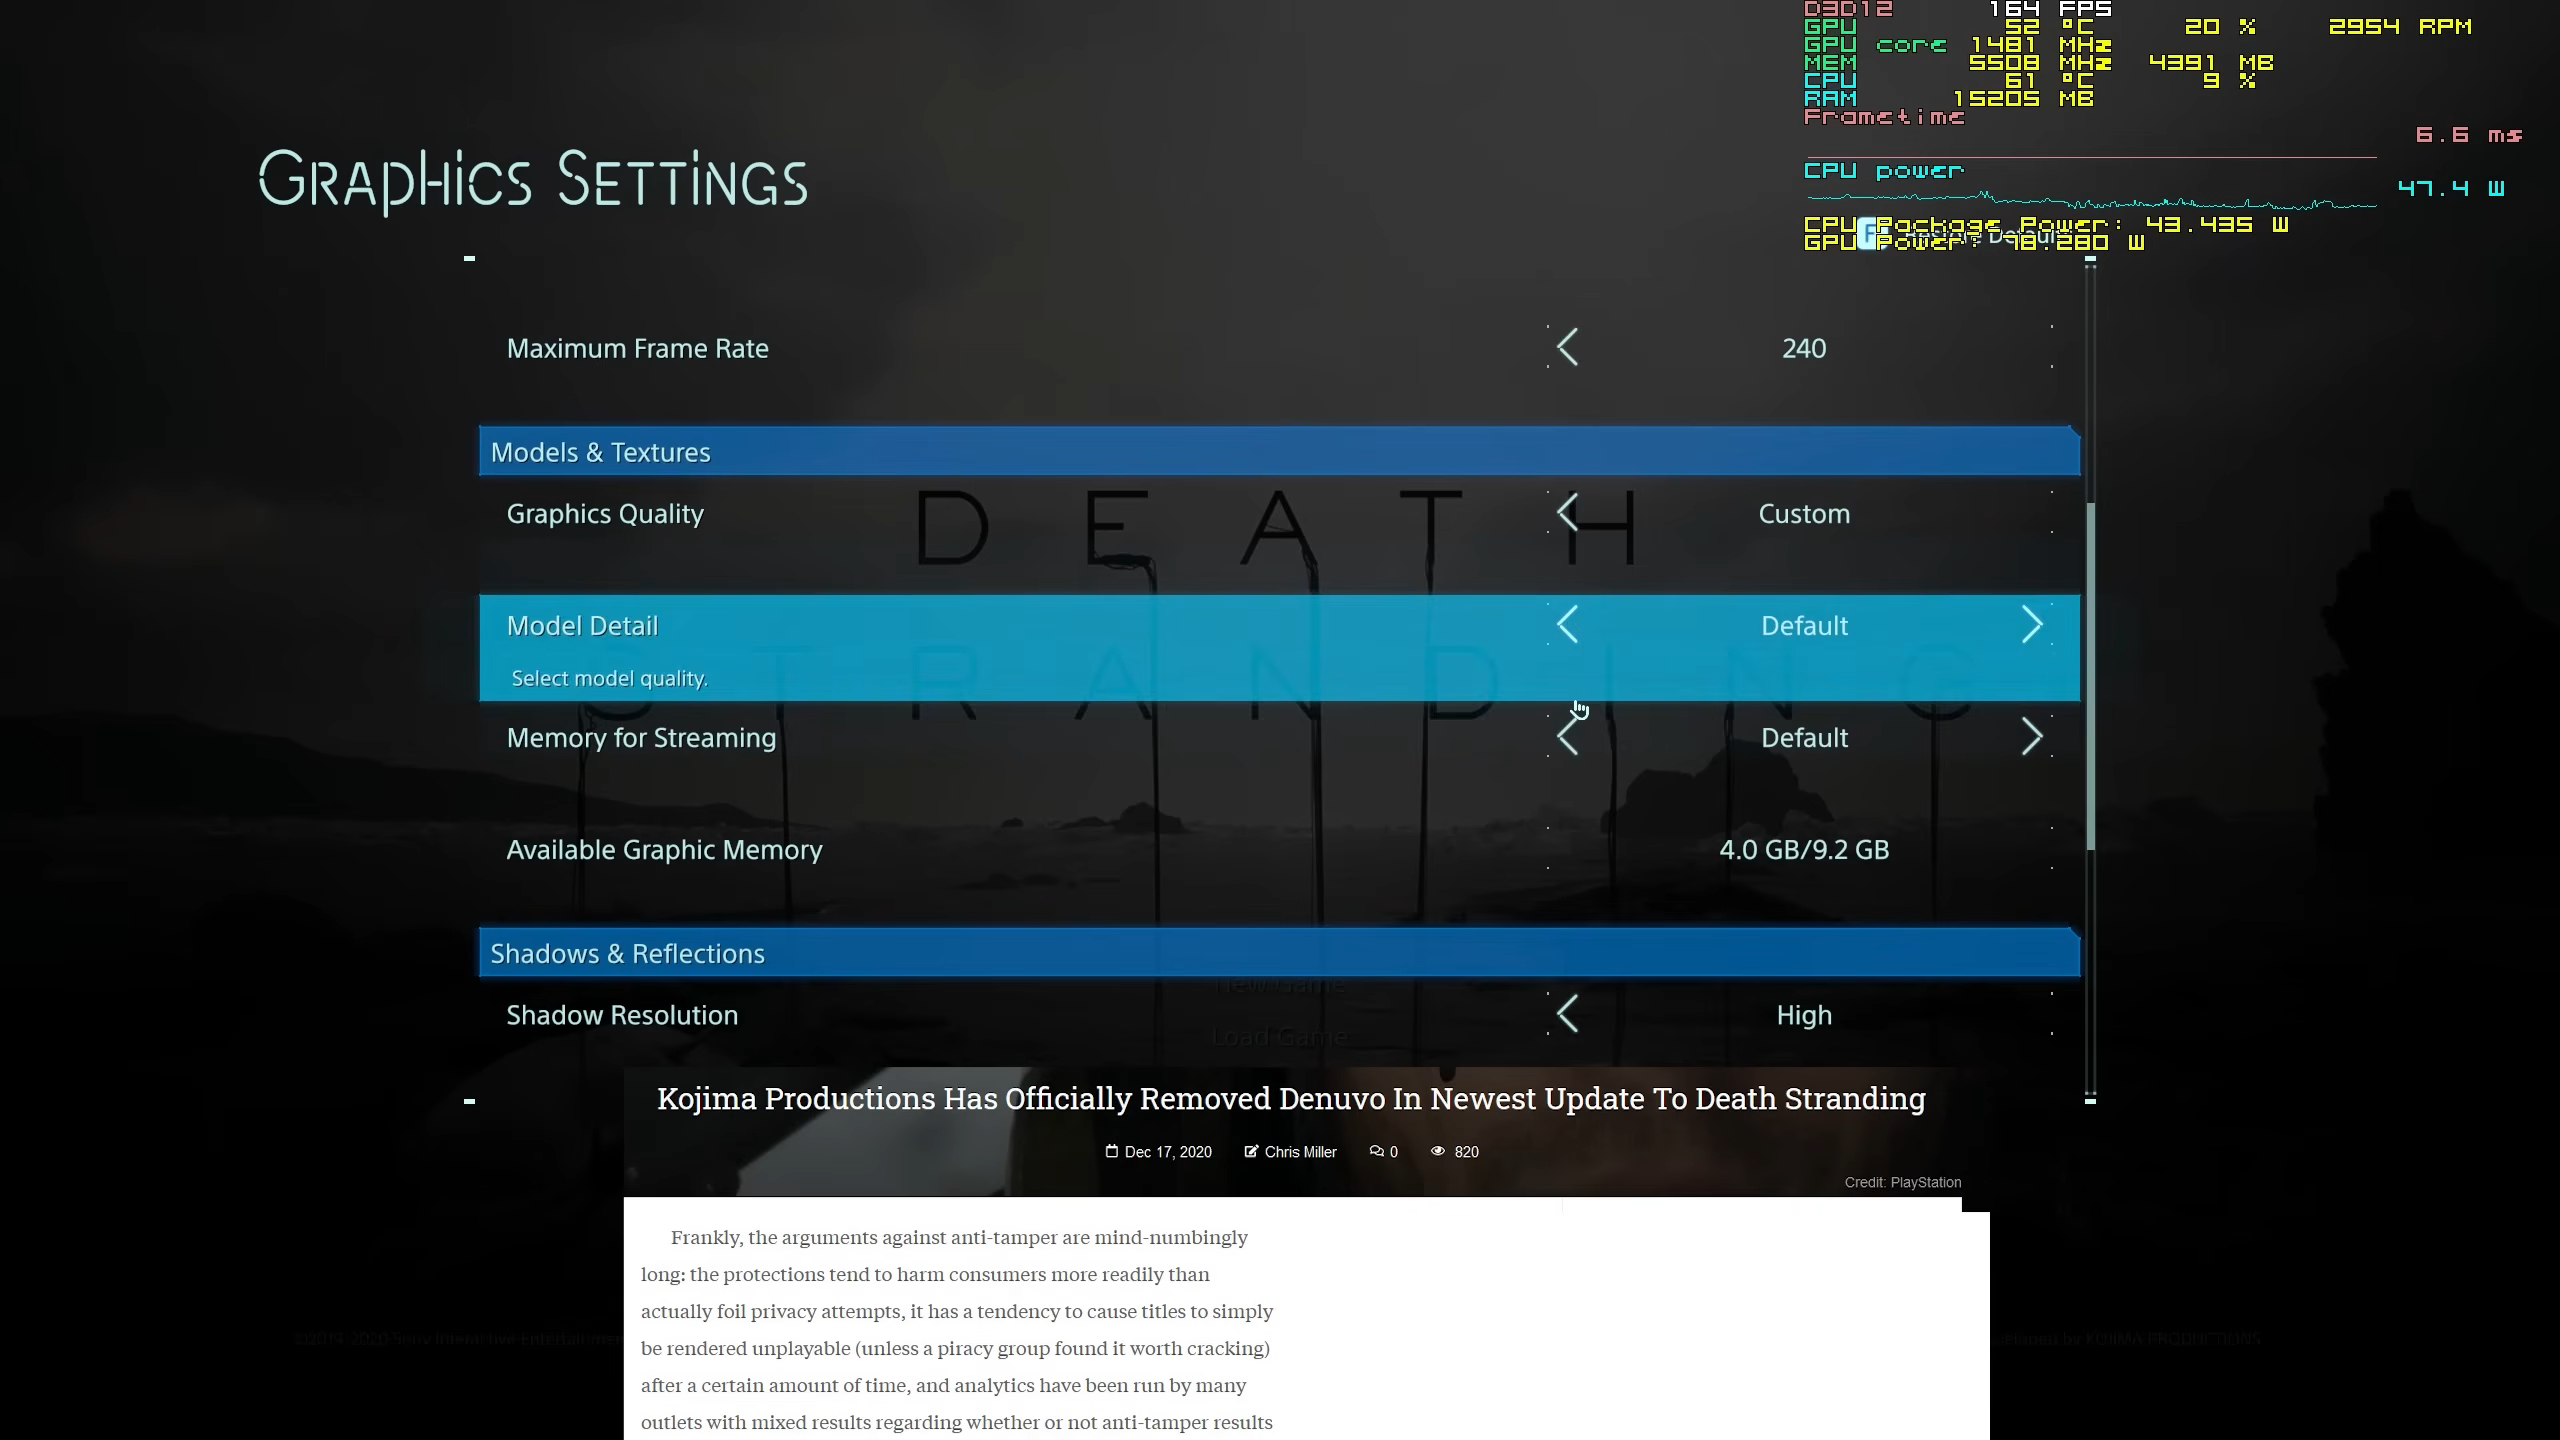 D3D12 164 FPS
GPU 52 °C 20 % 2954 RPM
GPU core 1481 MHz
MEM 5508 MHz 4391 MB
CPU 61 °C 9 %
RAM 15205 MB
Frametime
6.6 ms
CPU power
47.4 W
CPU Package Power: 43.435 W
GPU Power: W
Graphics Settings
Maximum Frame Rate 240
Models & Textures
Graphics Quality Custom
DEATH
Model Detail Default
Select model quality.
STRANDING
Memory for Streaming Default
Available Graphic Memory 4.0 GB/9.2 GB
Shadows & Reflections
New Game
Shadow Resolution High
Load Game
Kojima Productions Has Officially Removed Denuvo In Newest Update To Death Stranding
Dec 17, 2020 Chris Miller 0 820
Credit: PlayStation
Frankly, the arguments against anti-tamper are mind-numbingly
long: the protections tend to harm consumers more readily than
actually foil privacy attempts, it has a tendency to cause titles to simply
be rendered unplayable (unless a piracy group found it worth cracking)
after a certain amount of time, and analytics have been run by many
outlets with mixed results regarding whether or not anti-tamper results